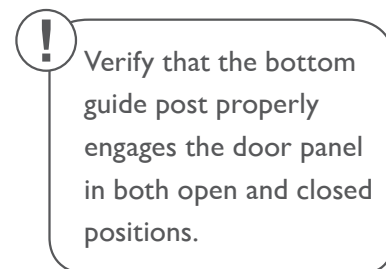 !
Verify that the bottom
guide post properly
engages the door panel
in both open and closed
positions.